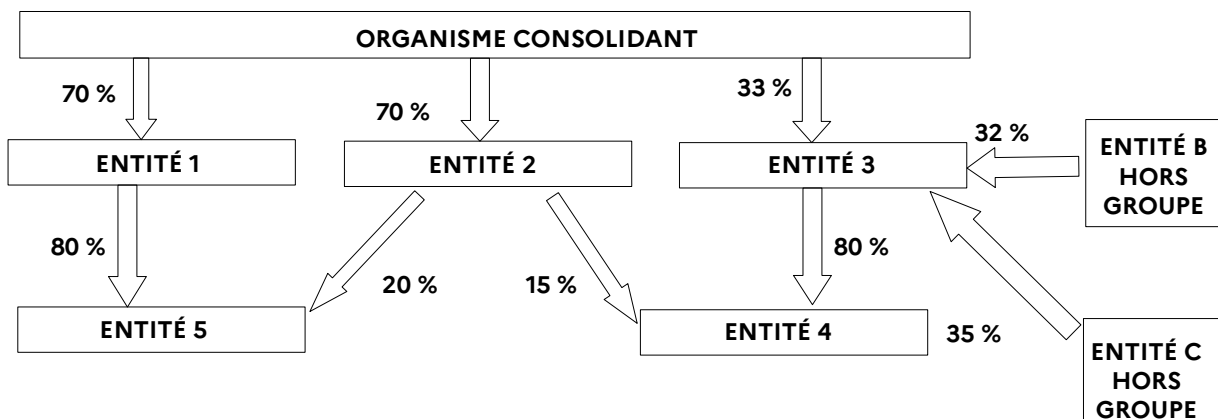 ORGANISME CONSOLIDANT
70 %
70 %
33 %
32 %
ENTITÉ 1
ENTITÉ 2
ENTITÉ 3
ENTITÉ B
HORS
GROUPE
80 %
20 %
15 %
80 %
ENTITÉ 5
ENTITÉ 4
35 %
ENTITÉ C
HORS
GROUPE